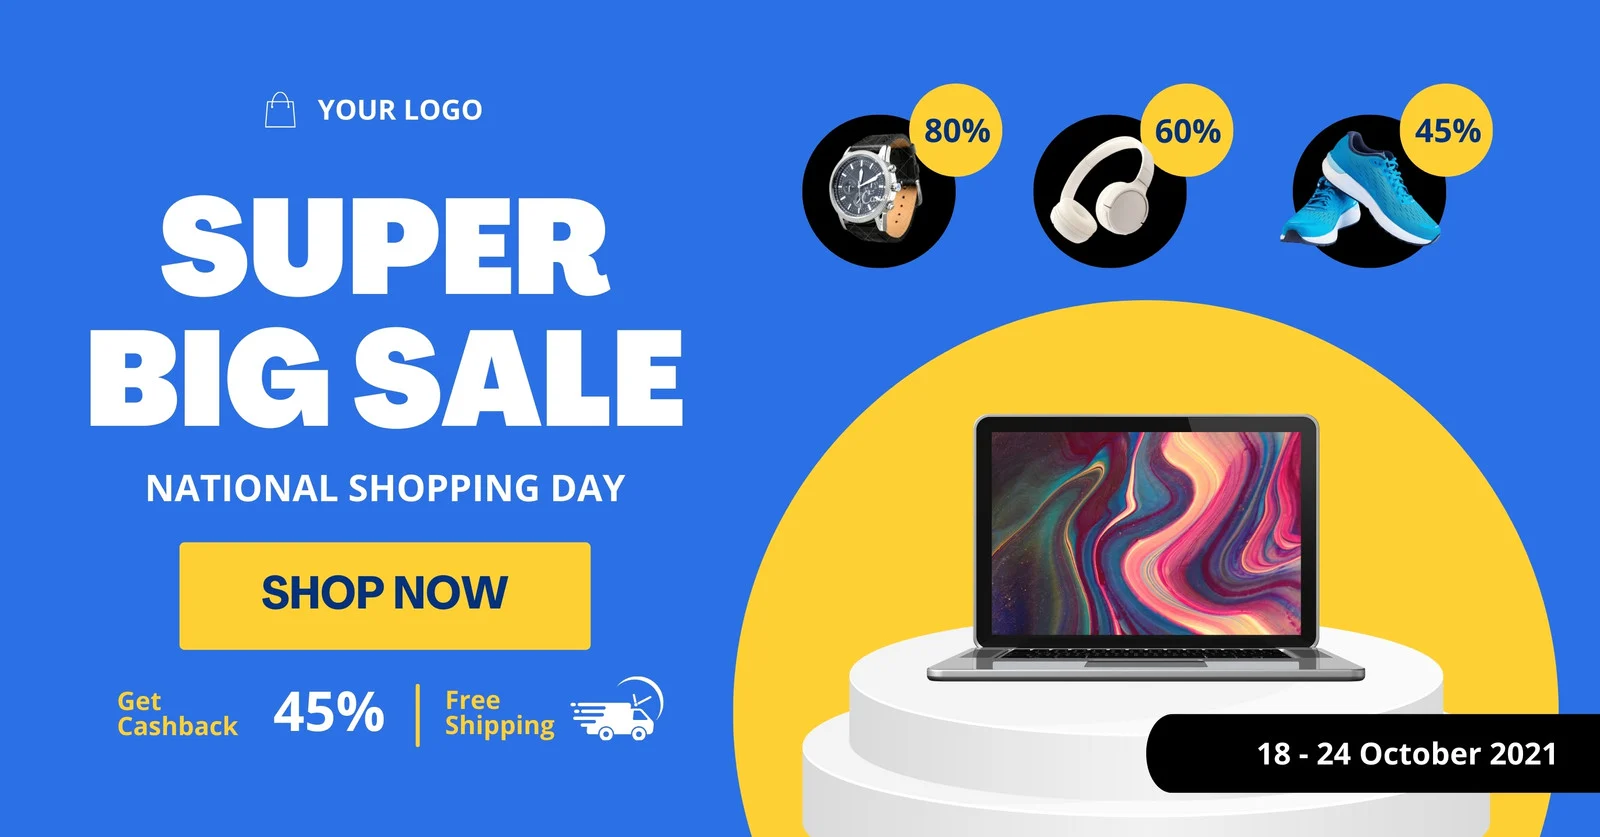 YOUR LOGO
SUPER
BIG SALE
NATIONAL SHOPPING DAY
SHOP NOW
Get
Cashback
45%
Free
Shipping
80%
60%
45%
18 - 24 October 2021